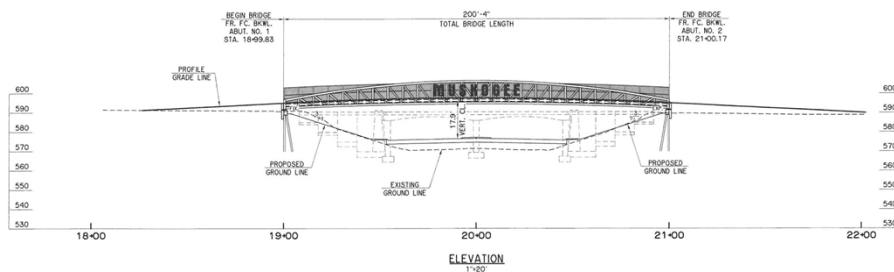 BEGIN BRIDGE
FR. FC. BKWL.
ABUT. NO. 1
STA. 18+99.83
200'-4"
TOTAL BRIDGE LENGTH
END BRIDGE
FR. FC. BKWL.
ABUT. NO. 2
STA. 21+00.17
PROFILE
GRADE LINE
MUSKOGEE
600
590
580
570
560
550
540
530
17.9'
VERT. CL.
PROPOSED
GROUND LINE
EXISTING
GROUND LINE
PROPOSED
GROUND LINE
600
590
580
570
560
550
540
530
18+00
19+00
20+00
21+00
22+00
ELEVATION
1"=20'